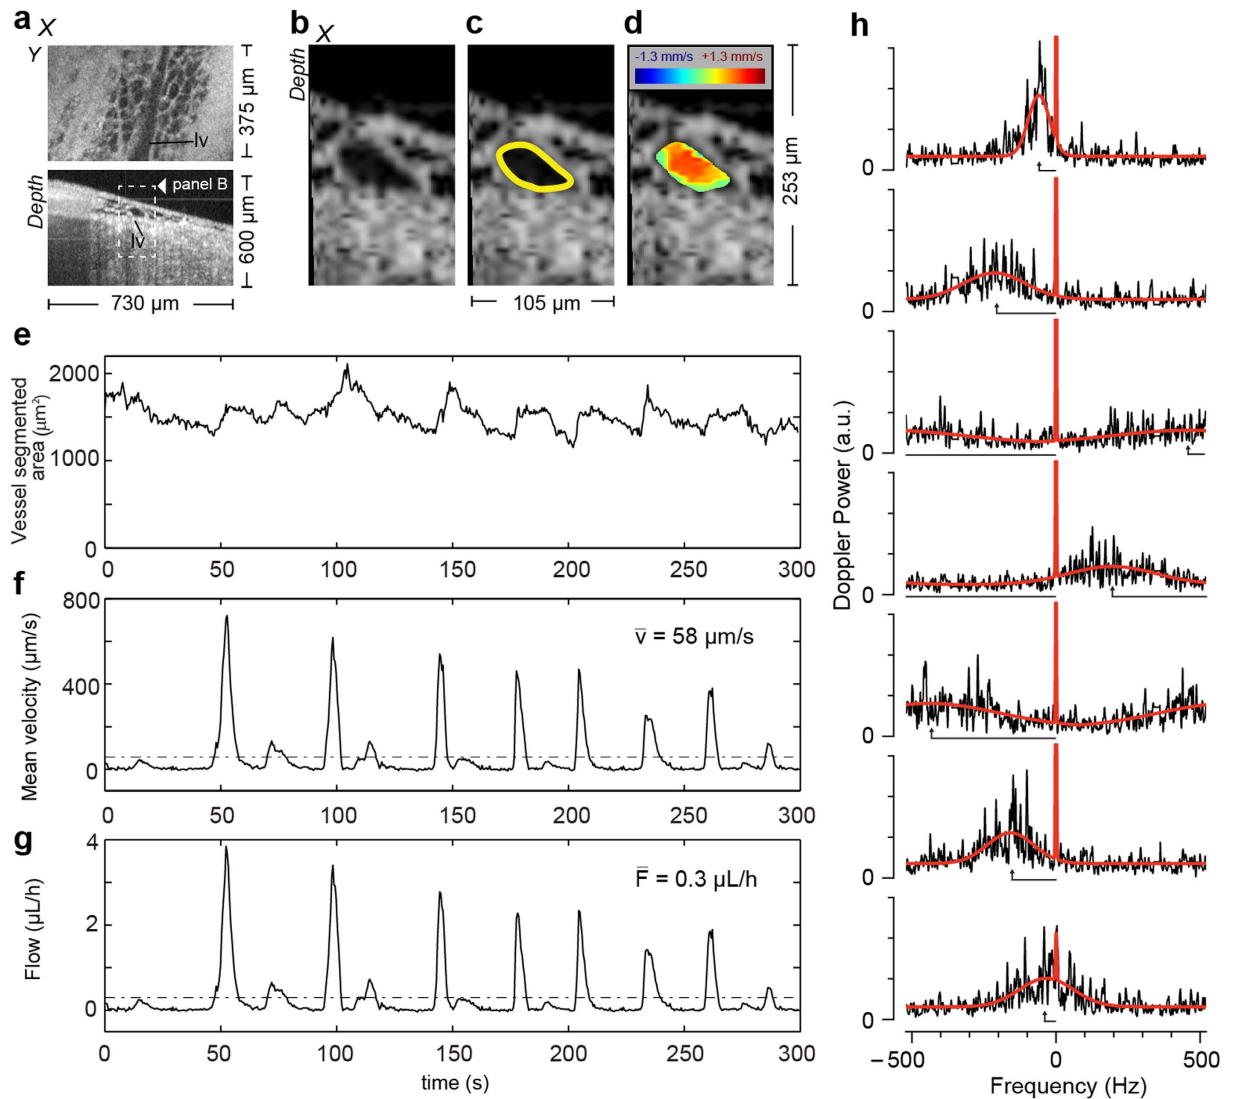 a X
Y
lv
375 µm
panel B
Depth
lv
600 µm
730 µm
b X
Depth
c
105 µm
d
-1.3 mm/s +1.3 mm/s
253 µm
e
Vessel segmented
area (µm²)
2000
1000
0
0 50 100 150 200 250 300
f
Mean velocity (µm/s)
800
400
0
v̅ = 58 µm/s
0 50 100 150 200 250 300
g
Flow (µL/h)
4
2
0
F̅ = 0.3 µL/h
0 50 100 150 200 250 300
time (s)
h
Doppler Power (a.u.)
0
0
0
0
0
0
0
−500 0 500
Frequency (Hz)